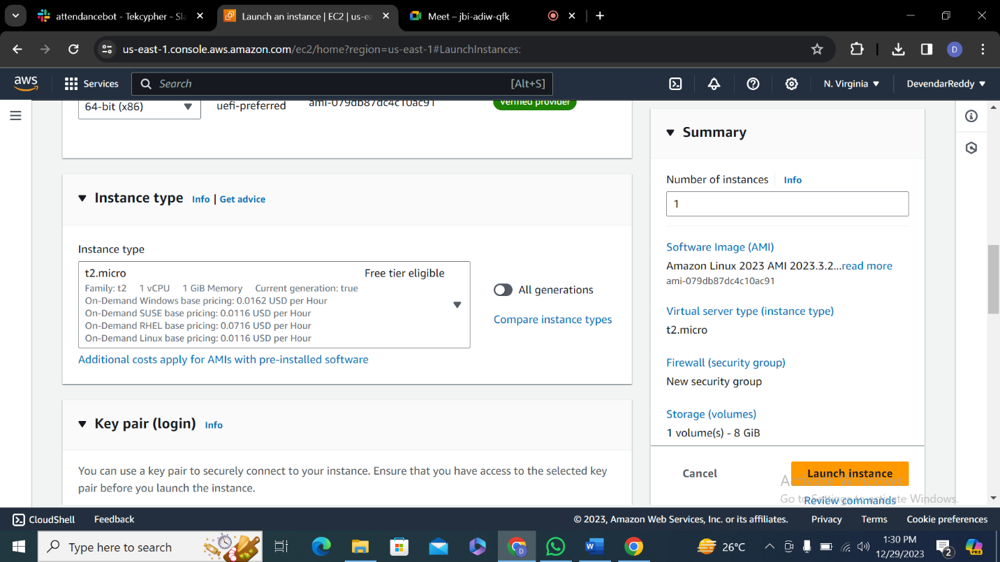 attendancebot - Tekcypher - Sla
Launch an instance | EC2 | us-ea
Meet – jbi-adiw-qfk
us-east-1.console.aws.amazon.com/ec2/home?region=us-east-1#LaunchInstances:
D
aws
Services
Search
[Alt+S]
N. Virginia
DevendarReddy
64-bit (x86)
uefi-preferred
ami-079db87dc4c10ac91
Verified provider
Instance type
Info | Get advice
Instance type
t2.micro
Free tier eligible
Family: t2 1 vCPU 1 GiB Memory Current generation: true
On-Demand Windows base pricing: 0.0162 USD per Hour
On-Demand SUSE base pricing: 0.0116 USD per Hour
On-Demand RHEL base pricing: 0.0716 USD per Hour
On-Demand Linux base pricing: 0.0116 USD per Hour
All generations
Compare instance types
Additional costs apply for AMIs with pre-installed software
Key pair (login) Info
You can use a key pair to securely connect to your instance. Ensure that you have access to the selected key
pair before you launch the instance.
Summary
Number of instances
Info
1
Software Image (AMI)
Amazon Linux 2023 AMI 2023.3.2...read more
ami-079db87dc4c10ac91
Virtual server type (instance type)
t2.micro
Firewall (security group)
New security group
Storage (volumes)
1 volume(s) - 8 GiB
Cancel
Launch instance
Review commands
Activate Windows
Go to Settings to activate Windows.
CloudShell
Feedback
© 2023, Amazon Web Services, Inc. or its affiliates.
Privacy
Terms
Cookie preferences
Type here to search
D
26°C
1:30 PM
12/29/2023
2
PRE